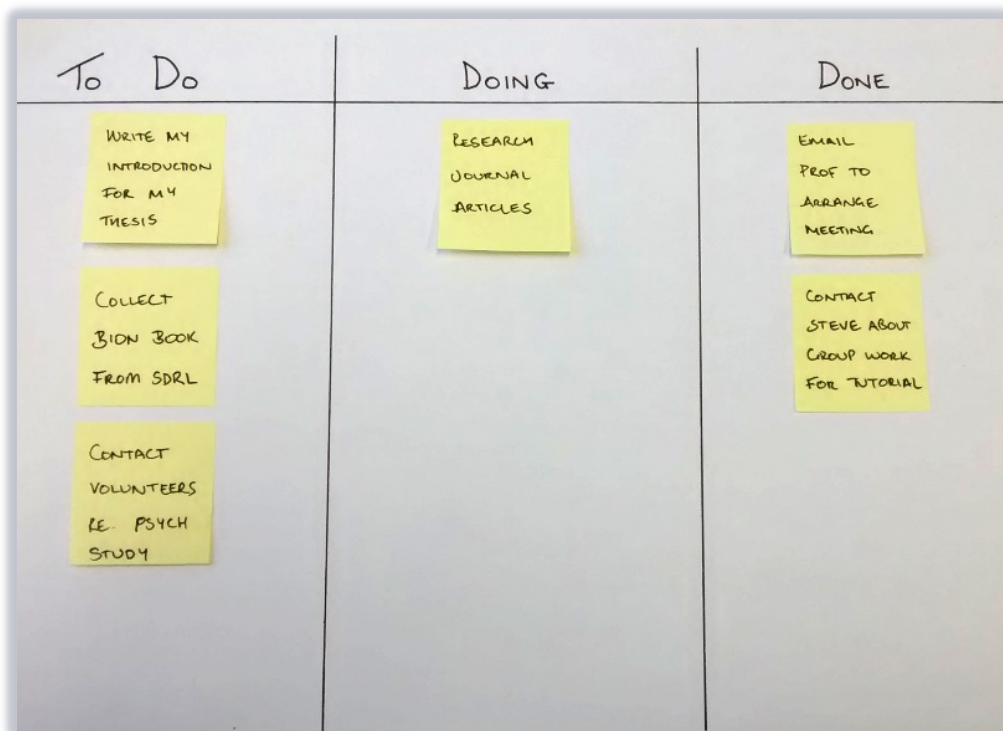 To Do
DOING
DONE
WRITE MY
INTRODUCTION
FOR MY
THESIS
COLLECT
BION BOOK
FROM SDRL
CONTACT
VOLUNTEERS
RE. PSYCH
STUDY
RESEARCH
JOURNAL
ARTICLES
EMAIL
PROF TO
ARRANGE
MEETING
CONTACT
STEVE ABOUT
GROUP WORK
FOR TUTORIAL